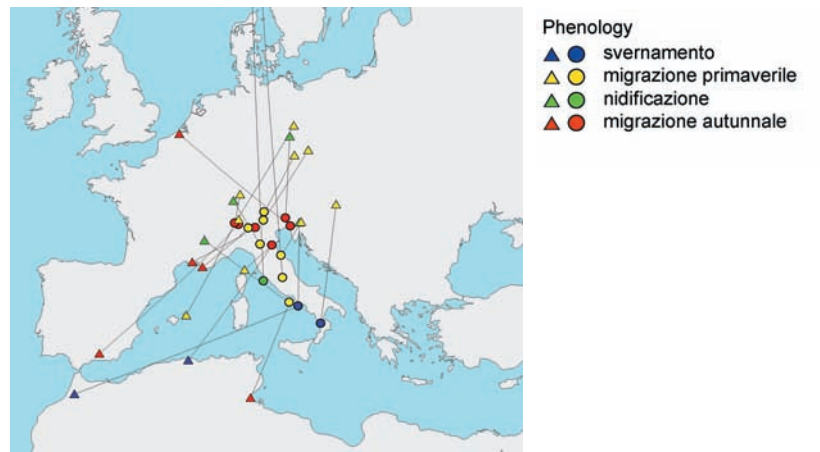 Phenology
svernamento
migrazione primaverile
nidificazione
migrazione autunnale